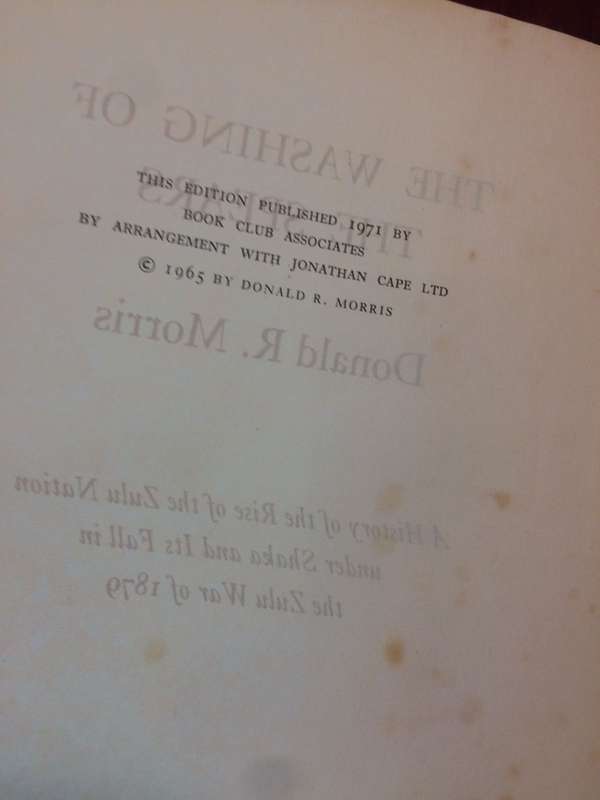 THE WASHING OF
THE SPEARS
THIS EDITION PUBLISHED 1971 BY
BOOK CLUB ASSOCIATES
BY ARRANGEMENT WITH JONATHAN CAPE LTD
© 1965 BY DONALD R. MORRIS
Donald R. Morris
A History of the Rise of the Zulu Nation
under Shaka and Its Fall in
the Zulu War of 1879